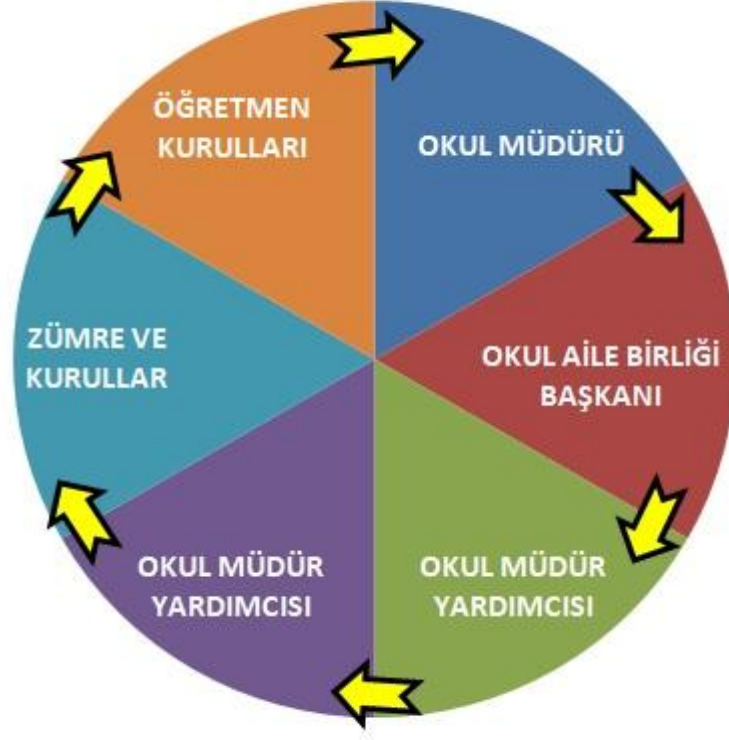 ÖĞRETMEN
KURULLARI
OKUL MÜDÜRÜ
ZÜMRE VE
KURULLAR
OKUL AİLE BİRLİĞİ
BAŞKANI
OKUL MÜDÜR
YARDIMCISI
OKUL MÜDÜR
YARDIMCISI